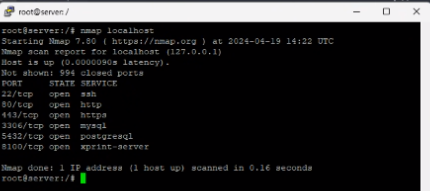 root@server:/
root@server:/# nmap localhost
Starting Nmap 7.80 ( https://nmap.org ) at 2024-04-19 14:22 UTC
Nmap scan report for localhost (127.0.0.1)
Host is up (0.0000090s latency).
Not shown: 994 closed ports
PORT     STATE SERVICE
22/tcp   open  ssh
80/tcp   open  http
443/tcp  open  https
3306/tcp open  mysql
5432/tcp open  postgresql
8100/tcp open  xprint-server
Nmap done: 1 IP address (1 host up) scanned in 0.16 seconds
root@server:/#